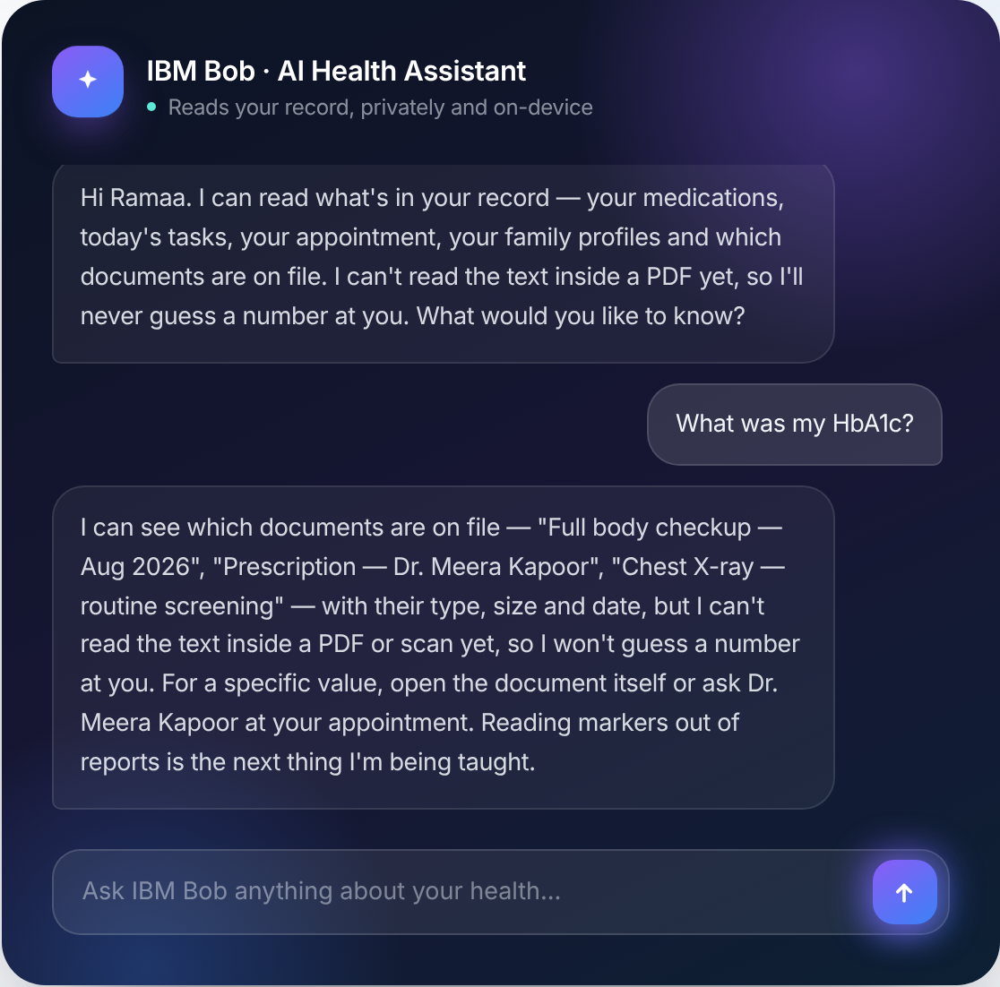 IBM Bob · AI Health Assistant
Reads your record, privately and on-device
Hi Ramaa. I can read what's in your record — your medications,
today's tasks, your appointment, your family profiles and which
documents are on file. I can't read the text inside a PDF yet, so I'll
never guess a number at you. What would you like to know?
What was my HbA1c?
I can see which documents are on file — "Full body checkup —
Aug 2026", "Prescription — Dr. Meera Kapoor", "Chest X-ray —
routine screening" — with their type, size and date, but I can't
read the text inside a PDF or scan yet, so I won't guess a number
at you. For a specific value, open the document itself or ask Dr.
Meera Kapoor at your appointment. Reading markers out of
reports is the next thing I'm being taught.
Ask IBM Bob anything about your health...